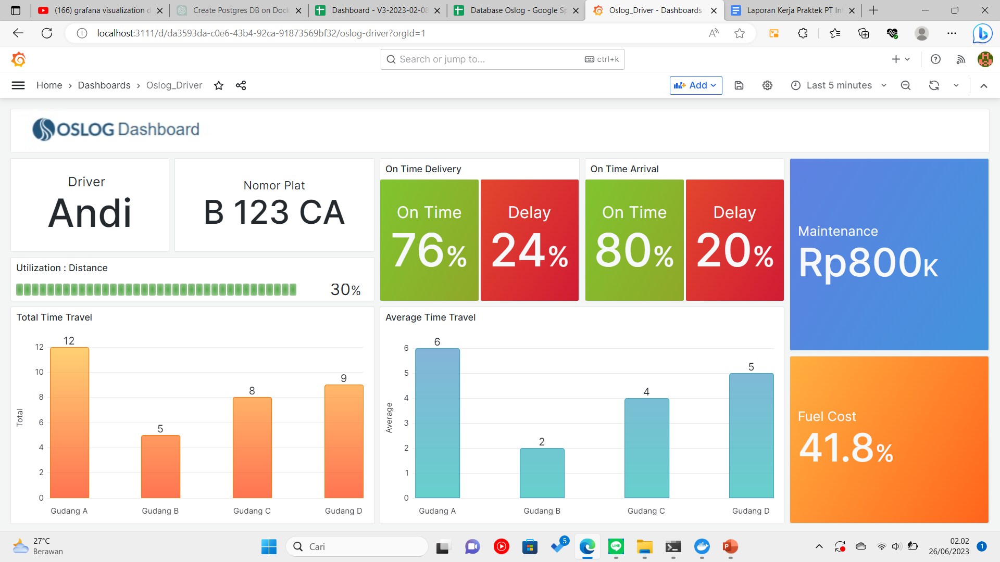 (166) grafana visualization d
Create Postgres DB on Dock
Dashboard - V3-2023-02-08
Database Oslog - Google Sp
Oslog_Driver - Dashboards
Laporan Kerja Praktek PT In
localhost:3111/d/da3593da-c0e6-43b4-92ca-91873569bf32/oslog-driver?orgId=1
Search or jump to...
ctrl+k
Home › Dashboards › Oslog_Driver
Add
Last 5 minutes
OSLOG Dashboard
Driver
Andi
Nomor Plat
B 123 CA
Utilization : Distance
30%
On Time Delivery
On Time
76%
Delay
24%
On Time Arrival
On Time
80%
Delay
20%
Maintenance
Rp800K
Total Time Travel
Total
12
10
8
6
4
2
0
12
5
8
9
Gudang A
Gudang B
Gudang C
Gudang D
Average Time Travel
Average
6
5
4
3
2
1
0
6
2
4
5
Gudang A
Gudang B
Gudang C
Gudang D
Fuel Cost
41.8%
27°C
Berawan
Cari
5
LINE
02.02
26/06/2023
1